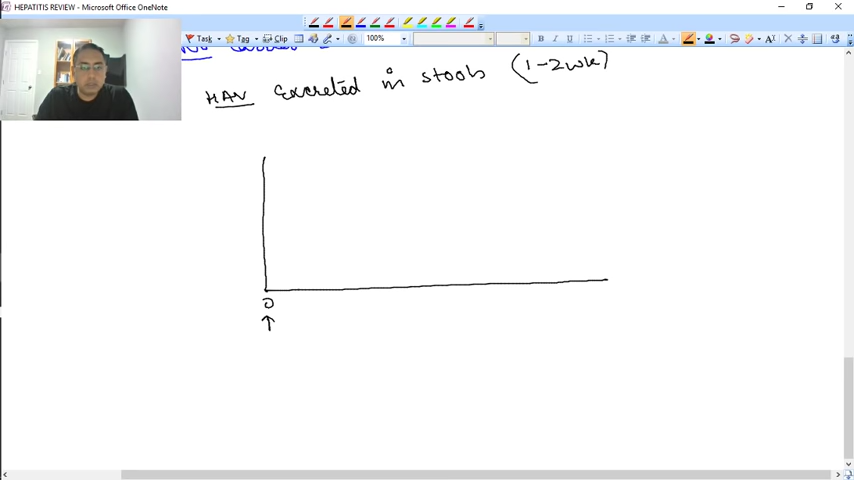 HEPATITIS REVIEW - Microsoft Office OneNote
Task Tag Clip 100% B I U A
HAV Excreted in stools (1-2wk)
0